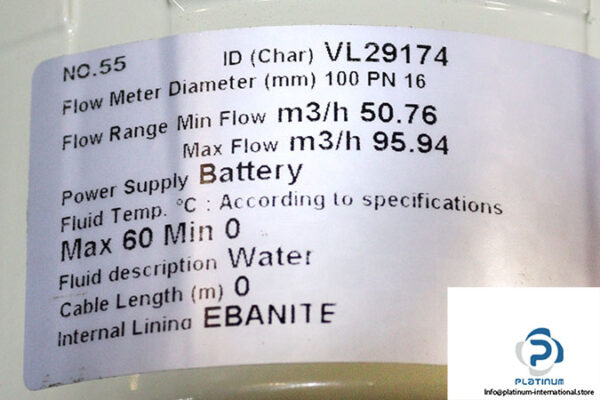 NO.55 ID (Char) VL29174
Flow Meter Diameter (mm) 100 PN 16
Flow Range Min Flow m3/h 50.76
Max Flow m3/h 95.94
Power Supply Battery
Fluid Temp. °C : According to specifications
Max 60 Min 0
Fluid description Water
Cable Length (m) 0
Internal Lining EBANITE
PLATINUM
Info@platinum-international.store